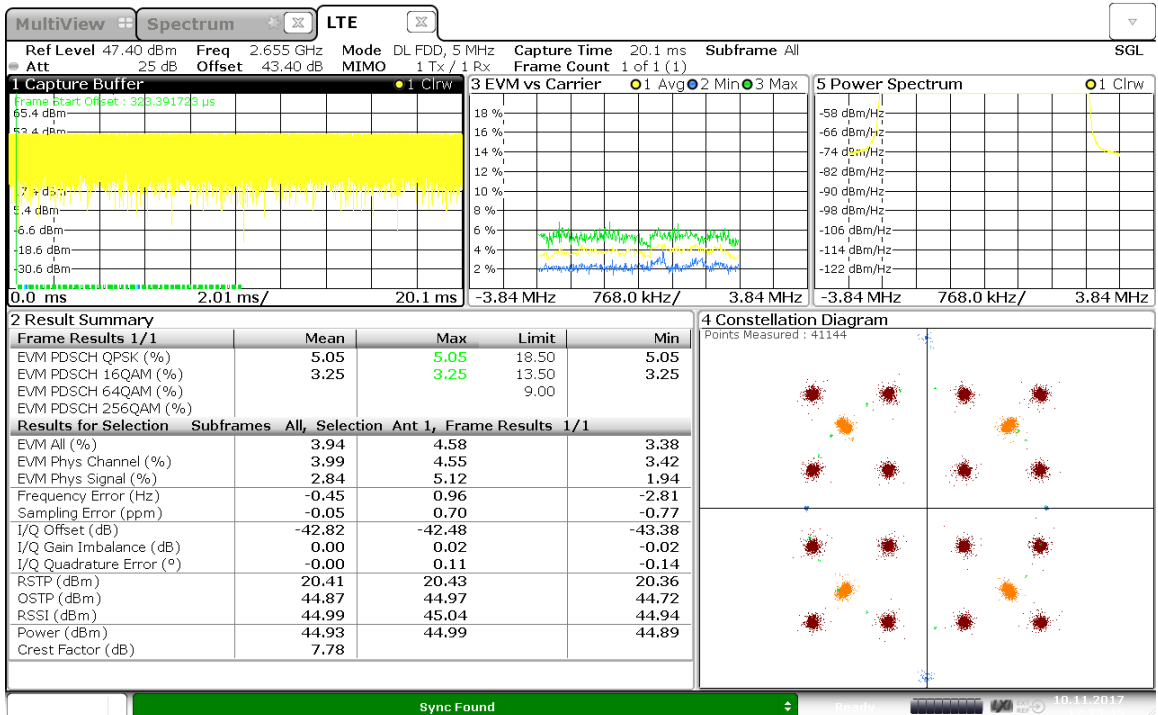 MultiView Spectrum LTE
Ref Level 47.40 dBm Freq 2.655 GHz Mode DL FDD, 5 MHz Capture Time 20.1 ms Subframe All SGL
Att 25 dB Offset 43.40 dB MIMO 1 Tx / 1 Rx Frame Count 1 of 1 (1)
1 Capture Buffer 1 Clrw
Frame Start Offset : 323.391723 µs
65.4 dBm
53.4 dBm
5.4 dBm
-6.6 dBm
-18.6 dBm
-30.6 dBm
0.0 ms 2.01 ms/ 20.1 ms
3 EVM vs Carrier 1 Avg 2 Min 3 Max
18 %
16 %
14 %
12 %
10 %
8 %
6 %
4 %
2 %
-3.84 MHz 768.0 kHz/ 3.84 MHz
5 Power Spectrum 1 Clrw
-58 dBm/Hz
-66 dBm/Hz
-74 dBm/Hz
-82 dBm/Hz
-90 dBm/Hz
-98 dBm/Hz
-106 dBm/Hz
-114 dBm/Hz
-122 dBm/Hz
-3.84 MHz 768.0 kHz/ 3.84 MHz
2 Result Summary
Frame Results 1/1 Mean Max Limit Min
EVM PDSCH QPSK (%) 5.05 5.05 18.50 5.05
EVM PDSCH 16QAM (%) 3.25 3.25 13.50 3.25
EVM PDSCH 64QAM (%) 9.00
EVM PDSCH 256QAM (%)
Results for Selection Subframes All, Selection Ant 1, Frame Results 1/1
EVM All (%) 3.94 4.58 3.38
EVM Phys Channel (%) 3.99 4.55 3.42
EVM Phys Signal (%) 2.84 5.12 1.94
Frequency Error (Hz) -0.45 0.96 -2.81
Sampling Error (ppm) -0.05 0.70 -0.77
I/Q Offset (dB) -42.82 -42.48 -43.38
I/Q Gain Imbalance (dB) 0.00 0.02 -0.02
I/Q Quadrature Error (°) -0.00 0.11 -0.14
RSTP (dBm) 20.41 20.43 20.36
OSTP (dBm) 44.87 44.97 44.72
RSSI (dBm) 44.99 45.04 44.94
Power (dBm) 44.93 44.99 44.89
Crest Factor (dB) 7.78
4 Constellation Diagram
Points Measured : 41144
Sync Found Ready 10.11.2017